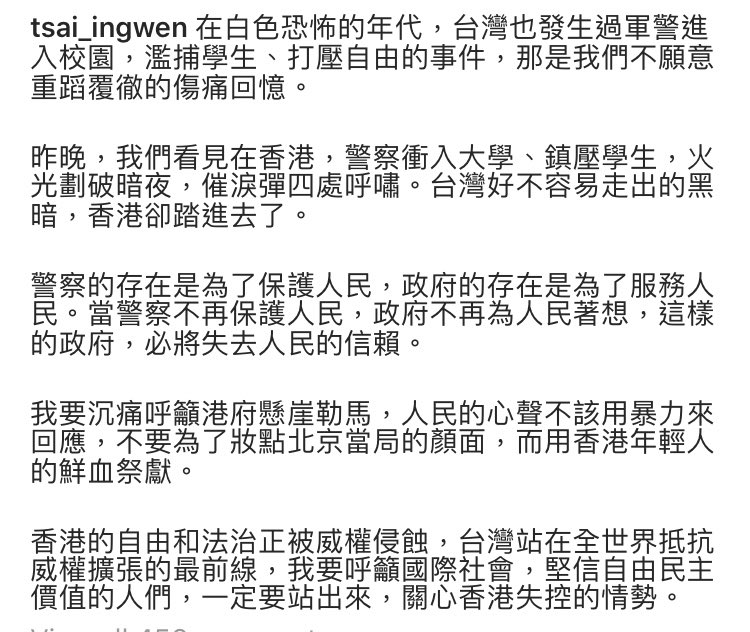 tsai_ingwen 在白色恐怖的年代，台灣也發生過軍警進
入校園，濫捕學生、打壓自由的事件，那是我們不願意
重蹈覆徹的傷痛回憶。
昨晚，我們看見在香港，警察衝入大學、鎮壓學生，火
光劃破暗夜，催淚彈四處呼嘯。台灣好不容易走出的黑
暗，香港卻踏進去了。
警察的存在是為了保護人民，政府的存在是為了服務人
民。當警察不再保護人民，政府不再為人民著想，這樣
的政府，必將失去人民的信賴。
我要沉痛呼籲港府懸崖勒馬，人民的心聲不該用暴力來
回應，不要為了妝點北京當局的顏面，而用香港年輕人
的鮮血祭獻。
香港的自由和法治正被威權侵蝕，台灣站在全世界抵抗
威權擴張的最前線，我要呼籲國際社會，堅信自由民主
價值的人們，一定要站出來，關心香港失控的情勢。